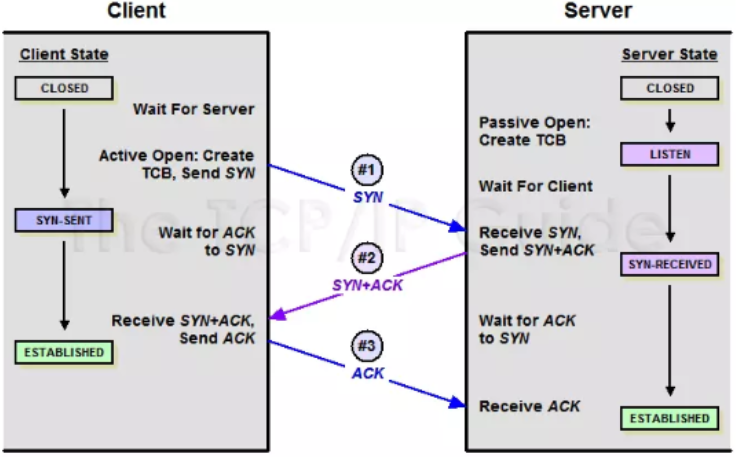 Client
Server
Client State
Server State
CLOSED
CLOSED
Wait For Server
Passive Open:
Create TCB
Active Open: Create
TCB, Send SYN
#1
SYN
LISTEN
Wait For Client
SYN-SENT
The TCP/IP Guide
Wait for ACK
to SYN
Receive SYN,
Send SYN+ACK
#2
SYN+ACK
SYN-RECEIVED
Receive SYN+ACK,
Send ACK
Wait for ACK
to SYN
#3
ACK
ESTABLISHED
Receive ACK
ESTABLISHED